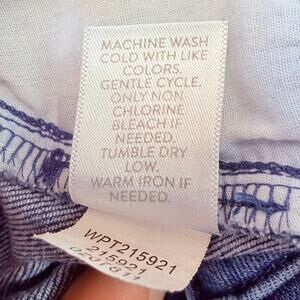 MACHINE WASH
COLD WITH LIKE
COLORS.
GENTLE CYCLE.
ONLY NON
CHLORINE
BLEACH IF
NEEDED.
TUMBLE DRY
LOW.
WARM IRON IF
NEEDED.
WPT215921
215921